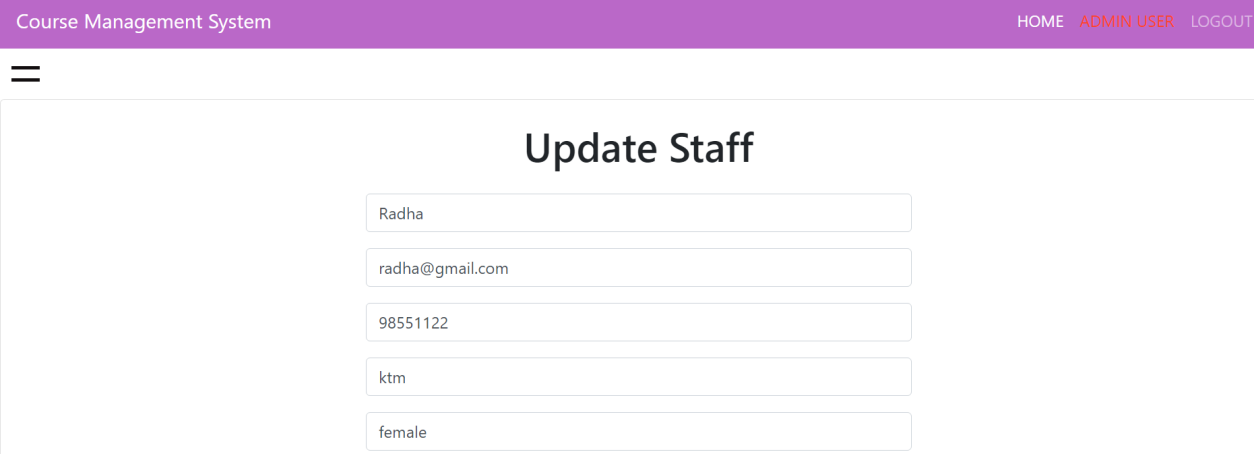 Course Management System HOME ADMIN USER LOGOUT
Update Staff
Radha
radha@gmail.com
98551122
ktm
female